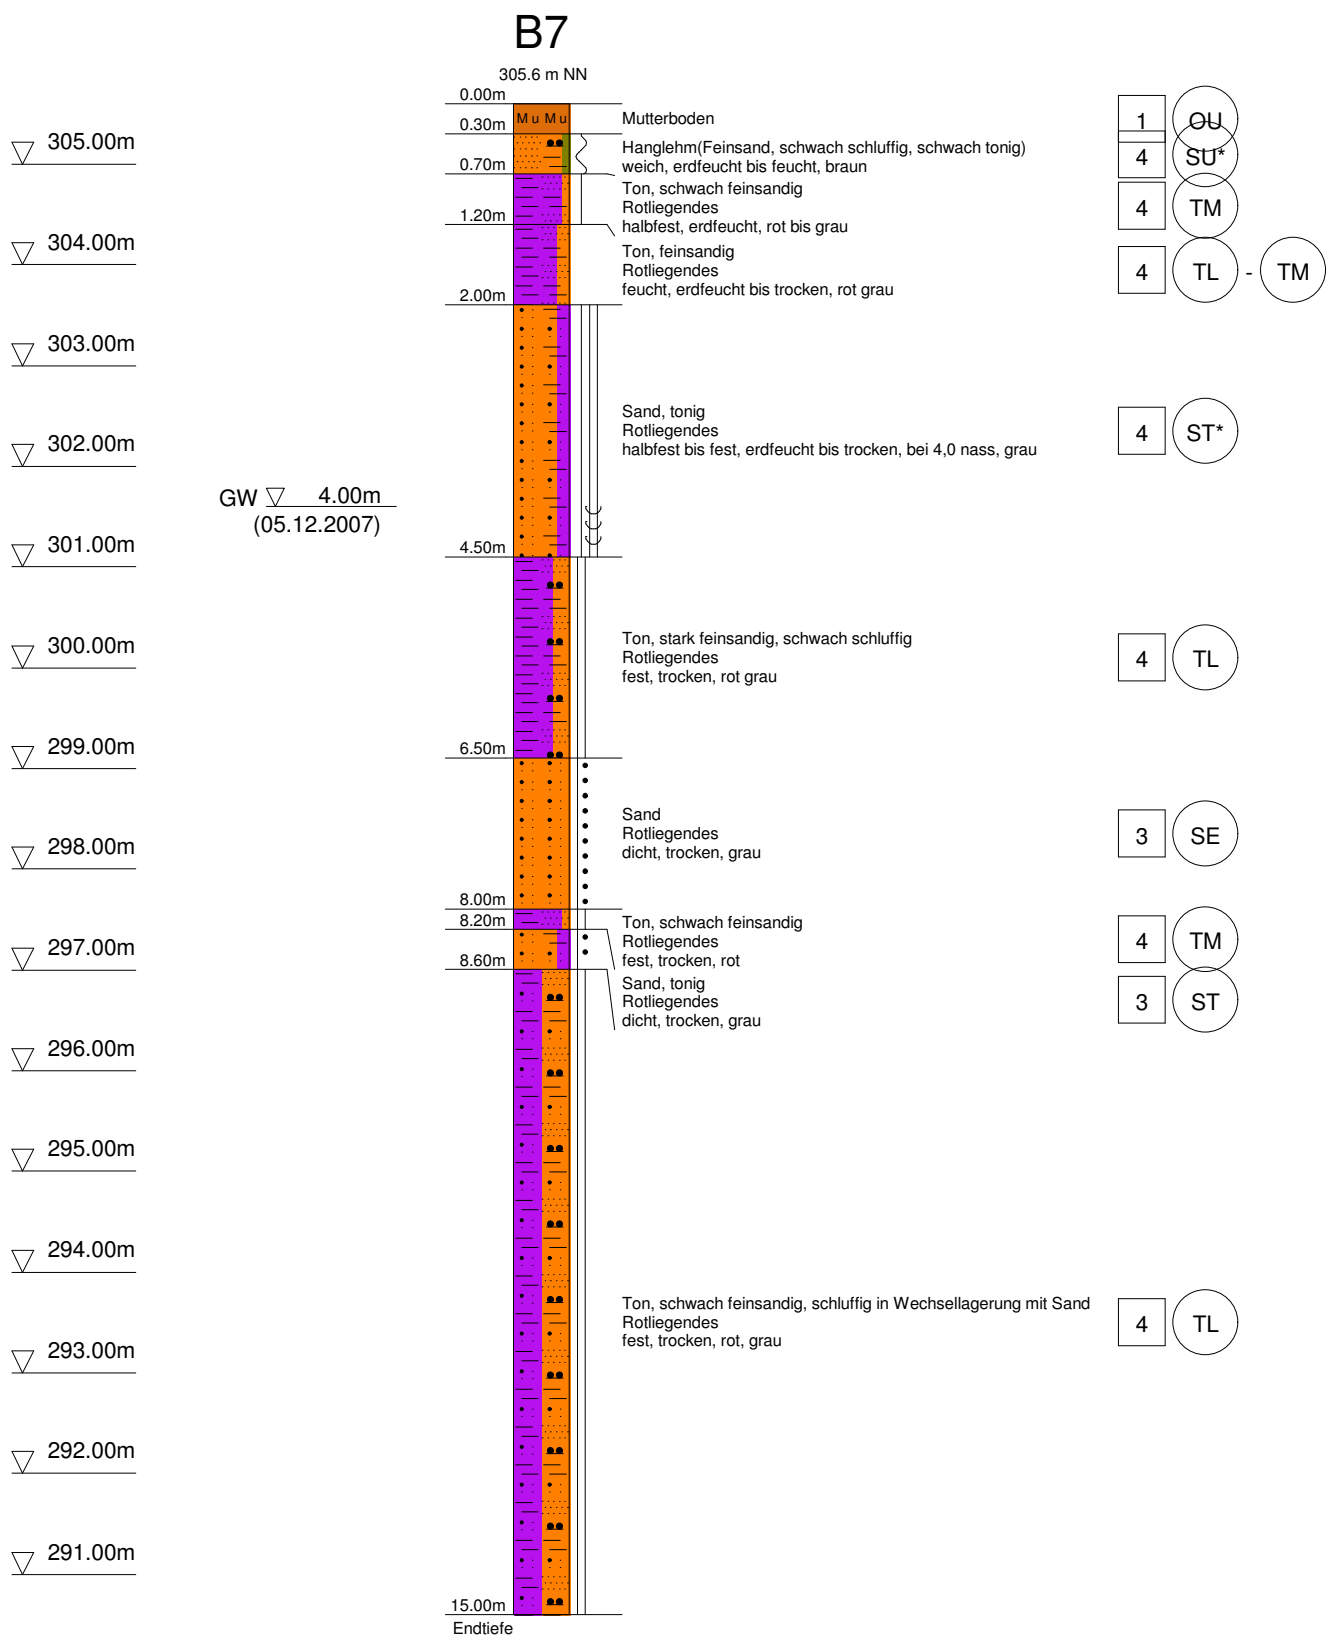 B7
305.6 m NN
0.00m
Mu Mu
Mutterboden
1 OU
0.30m
305.00m
Hanglehm(Feinsand, schwach schluffig, schwach tonig)
weich, erdfeucht bis feucht, braun
4 SU*
0.70m
Ton, schwach feinsandig
Rotliegendes
halbfest, erdfeucht, rot bis grau
4 TM
1.20m
304.00m
Ton, feinsandig
Rotliegendes
feucht, erdfeucht bis trocken, rot grau
4 TL - TM
2.00m
303.00m
Sand, tonig
Rotliegendes
halbfest bis fest, erdfeucht bis trocken, bei 4,0 nass, grau
4 ST*
302.00m
GW 4.00m
(05.12.2007)
301.00m
4.50m
Ton, stark feinsandig, schwach schluffig
Rotliegendes
fest, trocken, rot grau
4 TL
300.00m
299.00m
6.50m
Sand
Rotliegendes
dicht, trocken, grau
3 SE
298.00m
8.00m
8.20m
Ton, schwach feinsandig
Rotliegendes
fest, trocken, rot
4 TM
297.00m
8.60m
Sand, tonig
Rotliegendes
dicht, trocken, grau
3 ST
296.00m
295.00m
294.00m
Ton, schwach feinsandig, schluffig in Wechsellagerung mit Sand
Rotliegendes
fest, trocken, rot, grau
4 TL
293.00m
292.00m
291.00m
15.00m
Endtiefe